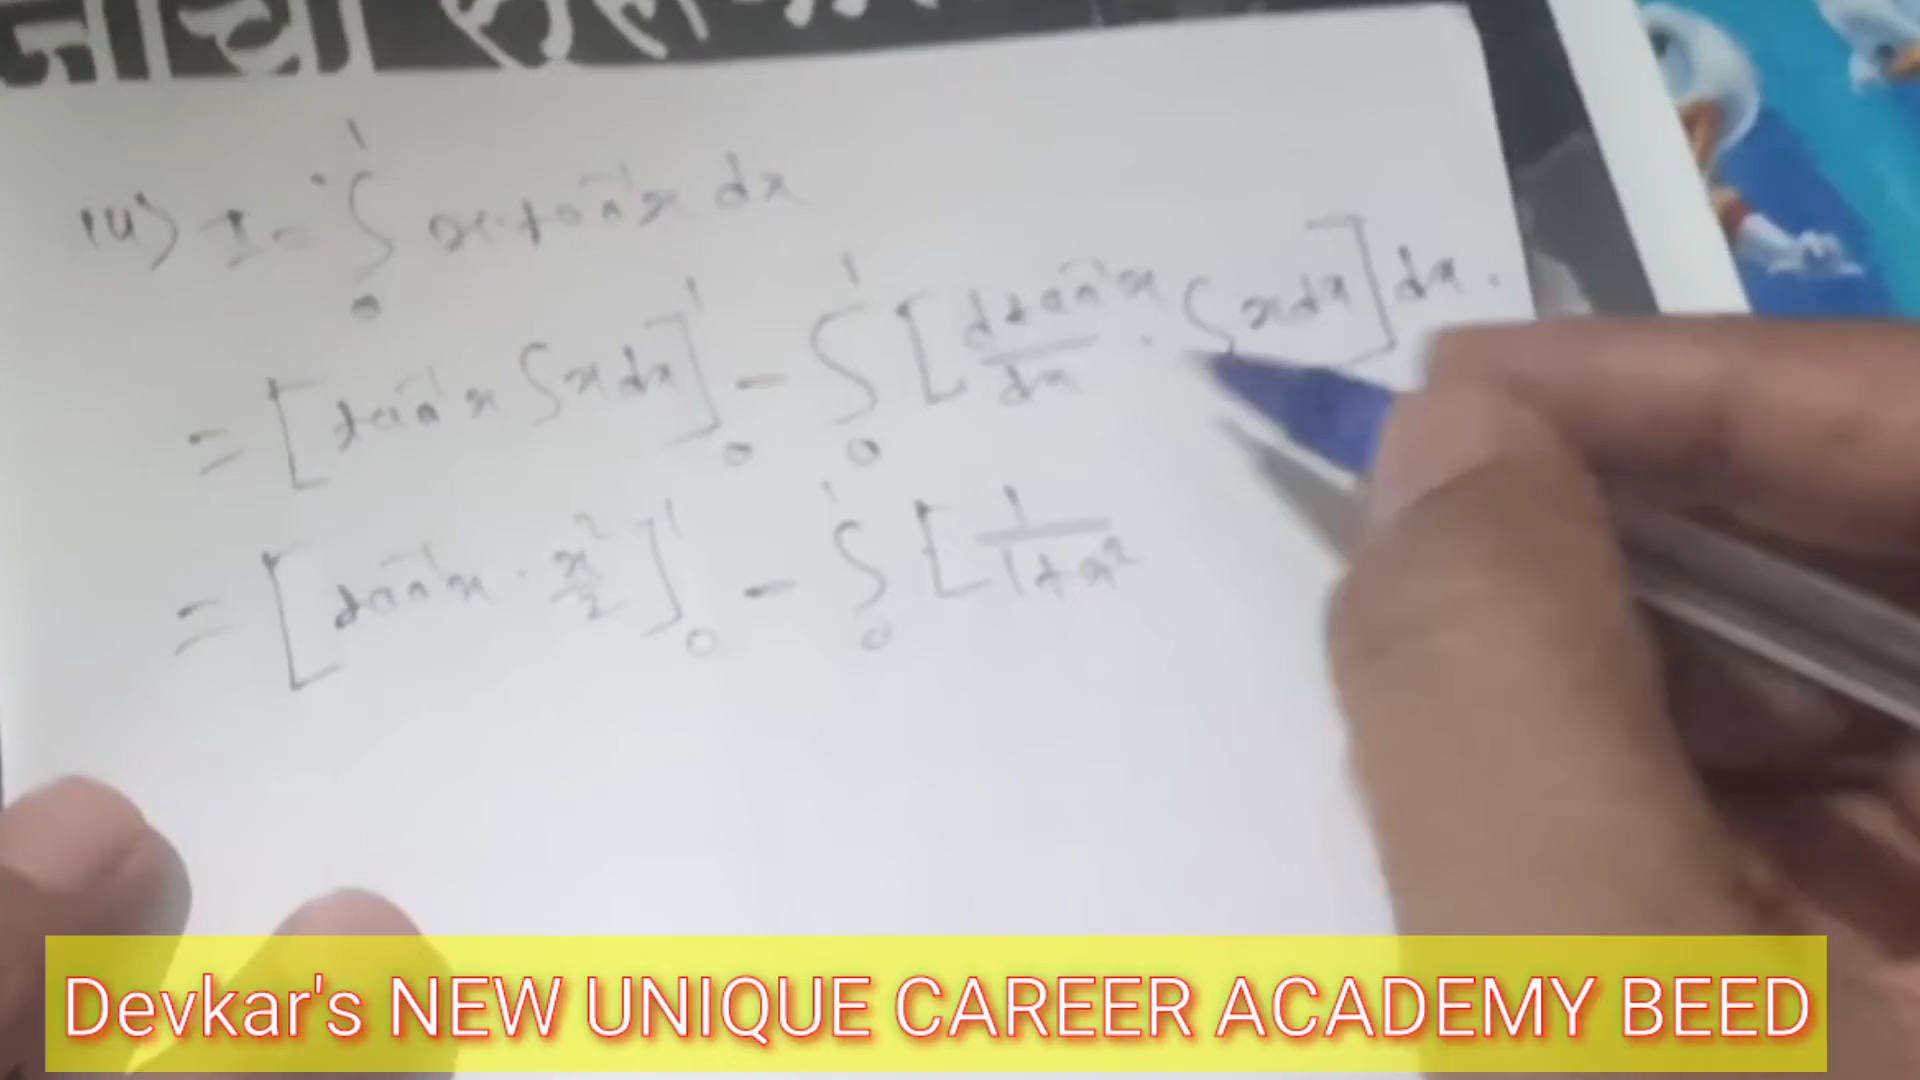 जांची
14) I = ∫₀¹ x·tan⁻¹x dx
= [tan⁻¹x ∫x dx]₀¹ − ∫₀¹ [d tan⁻¹x/dx · ∫x dx] dx.
= [tan⁻¹x · x²/2]₀¹ − ∫₀¹ [1/1+x²
Devkar's NEW UNIQUE CAREER ACADEMY BEED